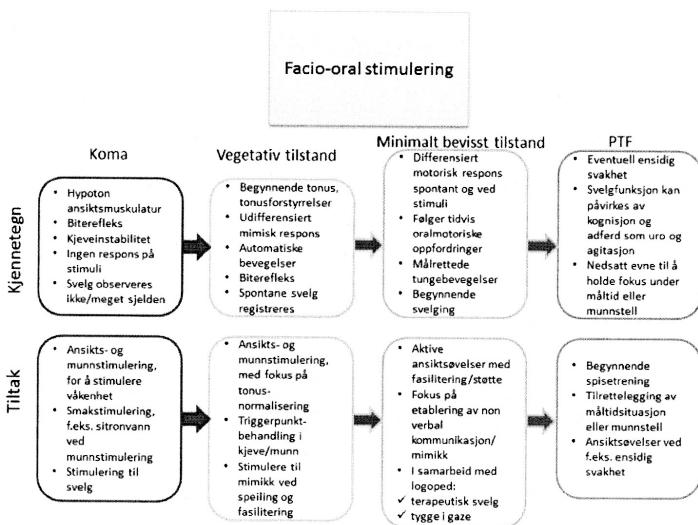 Facio-oral stimulering
Koma
Vegetativ tilstand
Minimalt bevisst tilstand
PTF
Kjennetegn
• Hypoton
ansiktsmuskulatur
• Biterefleks
• Kjeveinstabilitet
• Ingen respons på
stimuli
• Svelg observeres
ikke/meget sjelden
• Begynnende tonus,
tonusforstyrrelser
• Udifferensiert
mimisk respons
• Automatiske
bevegelser
• Biterefleks
• Spontane svelg
registreres
• Differensiert
motorisk respons
spontant og ved
stimuli
• Følger tidvis
oralmotoriske
oppfordringer
• Målrettede
tungebevegelser
• Begynnende
svelging
• Eventuell ensidig
svakhet
• Svelgfunksjon kan
påvirkes av
kognisjon og
adferd som uro og
agitasjon
• Nedsatt evne til å
holde fokus under
måltid eller
munnstell
Tiltak
• Ansikts- og
munnstimulering,
for å stimulere
våkenhet
• Smakstimulering,
f.eks. sitronvann
ved
munnstimulering
• Stimulering til
svelg
• Ansikts- og
munnstimulering,
med fokus på
tonus-
normalisering
• Triggerpunkt-
behandling i
kjeve/munn
• Stimulere til
mimikk ved
speiling og
fasilitering
• Aktive
ansiktsøvelser med
fasilitering/støtte
• Fokus på
etablering av non
verbal
kommunikasjon/
mimikk
• I samarbeid med
logoped:
✓ terapeutisk svelg
✓ tygge i gaze
• Begynnende
spisetrening
• Tilrettelegging av
måltidsituasjon
eller munnstell
• Ansiktsøvelser ved
f.eks. ensidig
svakhet